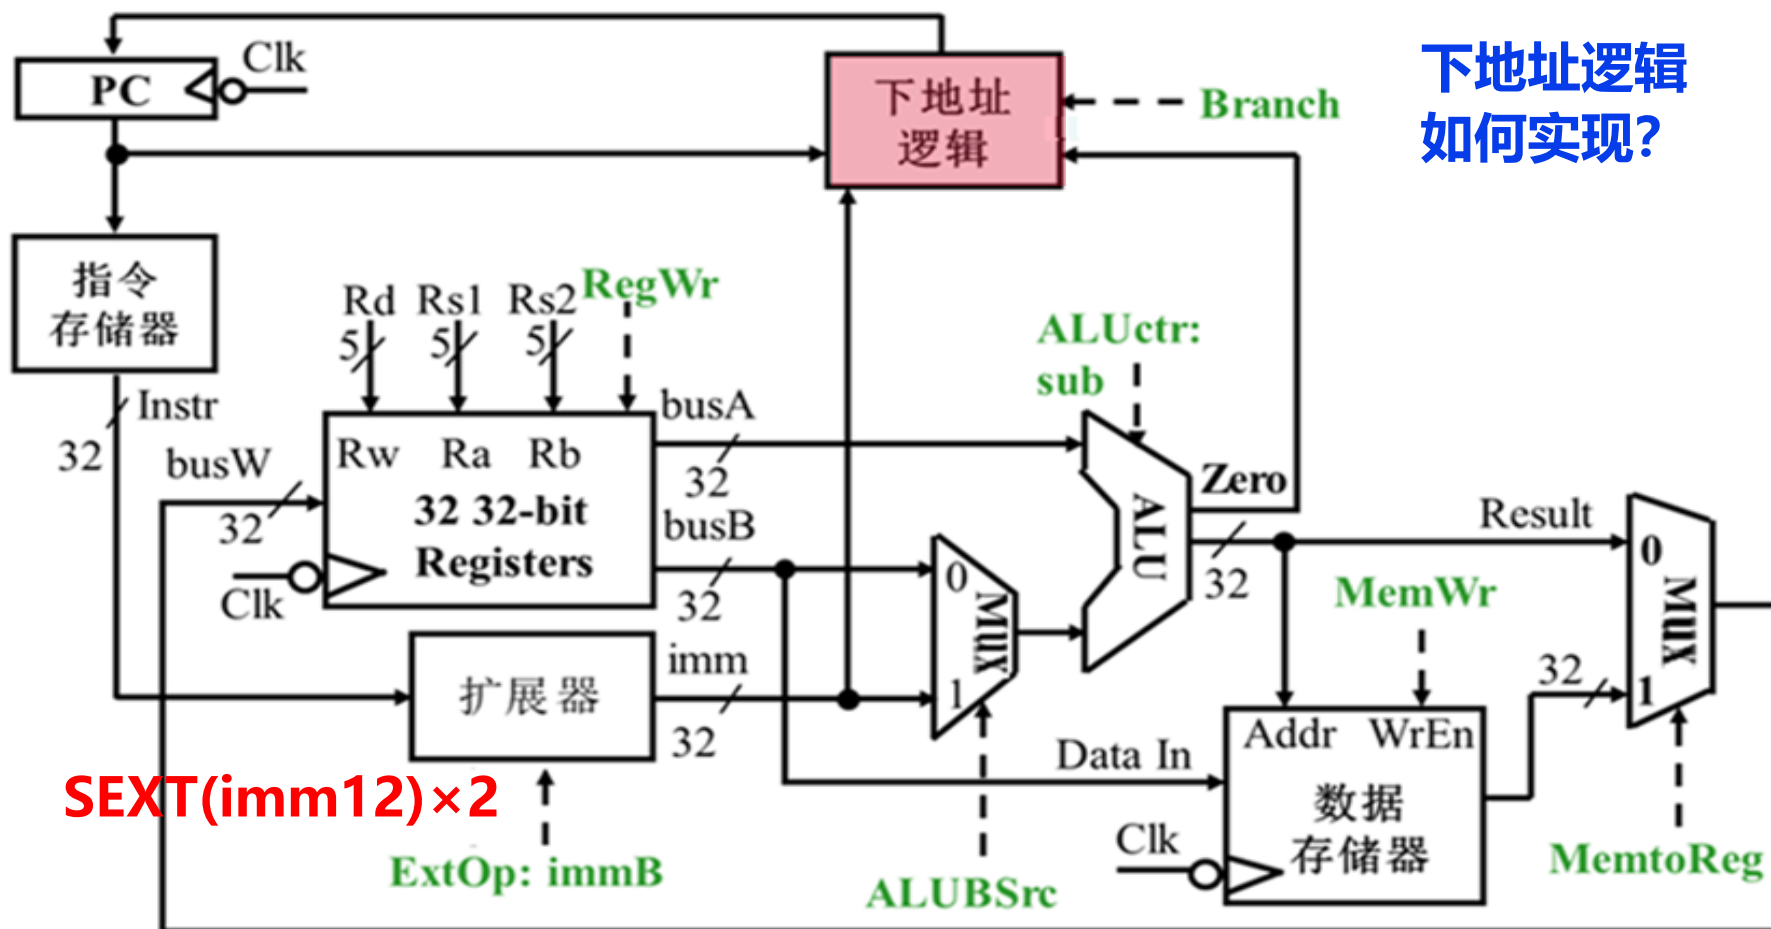 下地址逻辑
如何实现?
Clk
PC
下地址
逻辑
Branch
指令
存储器
Rd
Rs1
Rs2
RegWr
5
5
5
ALUctr:
sub
Instr
32
busW
32
Rw
Ra
Rb
32 32-bit
Registers
Clk
busA
32
busB
32
imm
32
扩展器
0
MUX
1
ALU
Zero
32
Result
MemWr
0
MUX
1
32
SEXT(imm12)×2
ExtOp: immB
ALUBSrc
Data In
Addr
WrEn
数据
存储器
Clk
MemtoReg